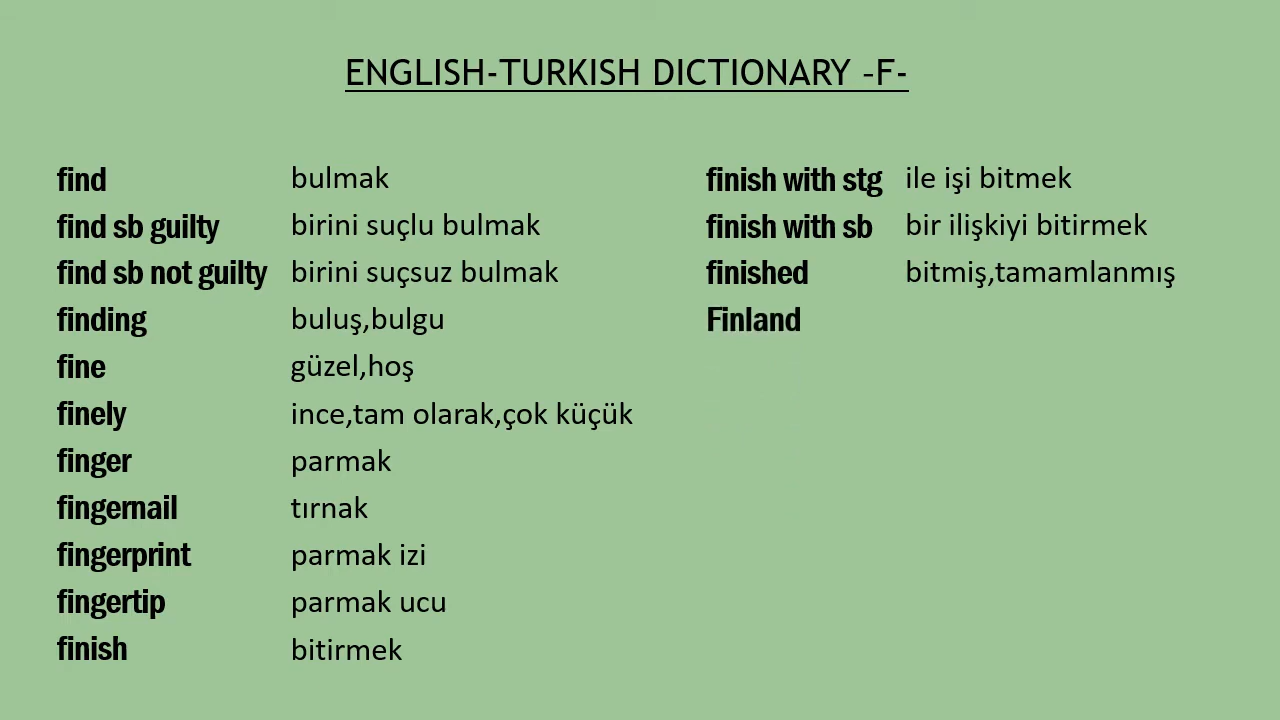 ENGLISH-TURKISH DICTIONARY –F-
find bulmak
find sb guilty birini suçlu bulmak
find sb not guilty birini suçsuz bulmak
finding buluş,bulgu
fine güzel,hoş
finely ince,tam olarak,çok küçük
finger parmak
fingernail tırnak
fingerprint parmak izi
fingertip parmak ucu
finish bitirmek
finish with stg ile işi bitmek
finish with sb bir ilişkiyi bitirmek
finished bitmiş,tamamlanmış
Finland